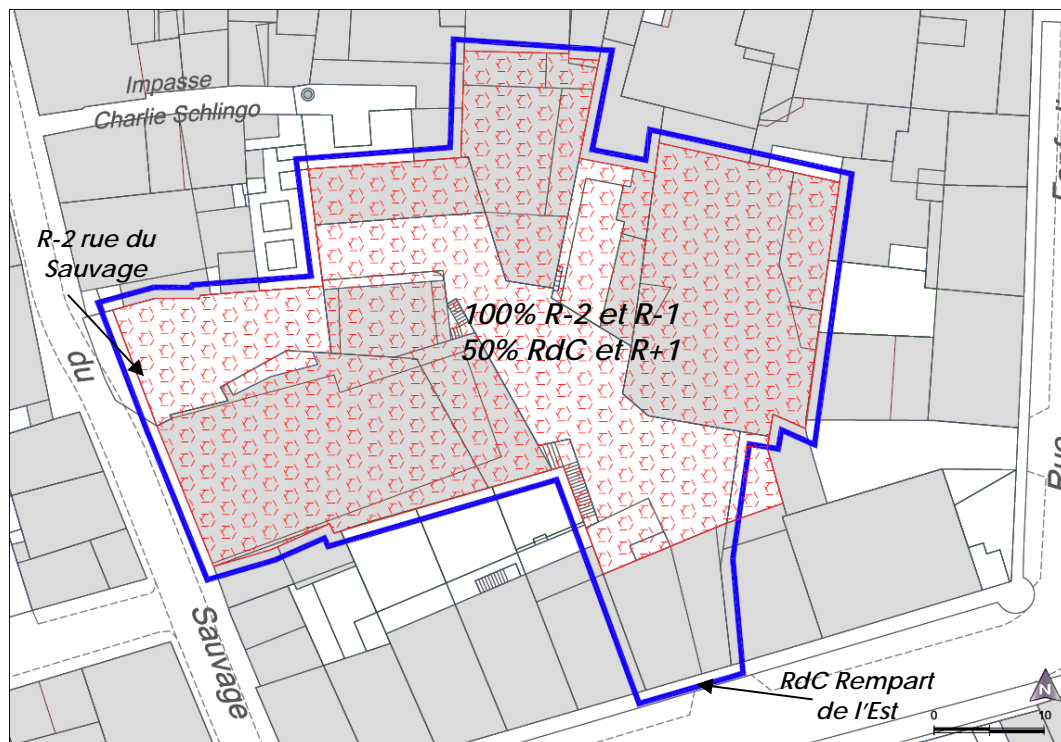 Impasse
Charlie Schlingo
R-2 rue du
Sauvage
100% R-2 et R-1
50% RdC et R+1
du
Sauvage
Rue
RdC Rempart
de l'Est
N
0
10